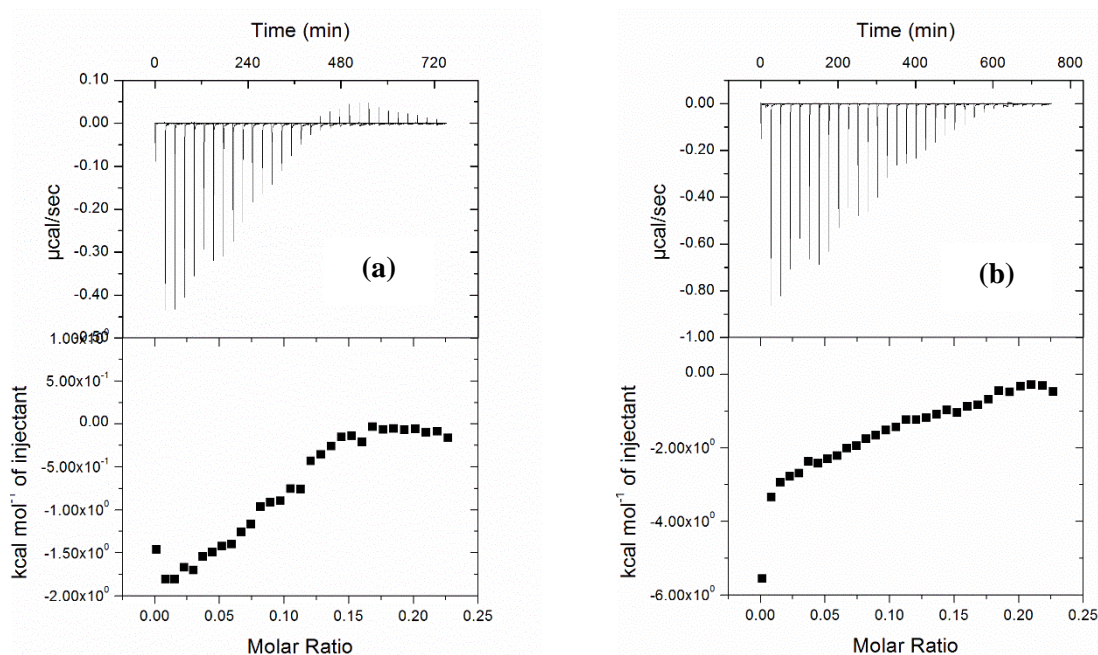 Time (min)
0 240 480 720
0.10
0.00
-0.10
-0.20
-0.30
-0.40
-0.50
µcal/sec
(a)
1.00x10⁰
5.00x10⁻¹
0.00
-5.00x10⁻¹
-1.00x10⁰
-1.50x10⁰
-2.00x10⁰
kcal mol⁻¹ of injectant
0.00 0.05 0.10 0.15 0.20 0.25
Molar Ratio
Time (min)
0 200 400 600 800
0.00
-0.20
-0.40
-0.60
-0.80
-1.00
µcal/sec
(b)
0.00
-2.00x10⁰
-4.00x10⁰
-6.00x10⁰
kcal mol⁻¹ of injectant
0.00 0.05 0.10 0.15 0.20 0.25
Molar Ratio